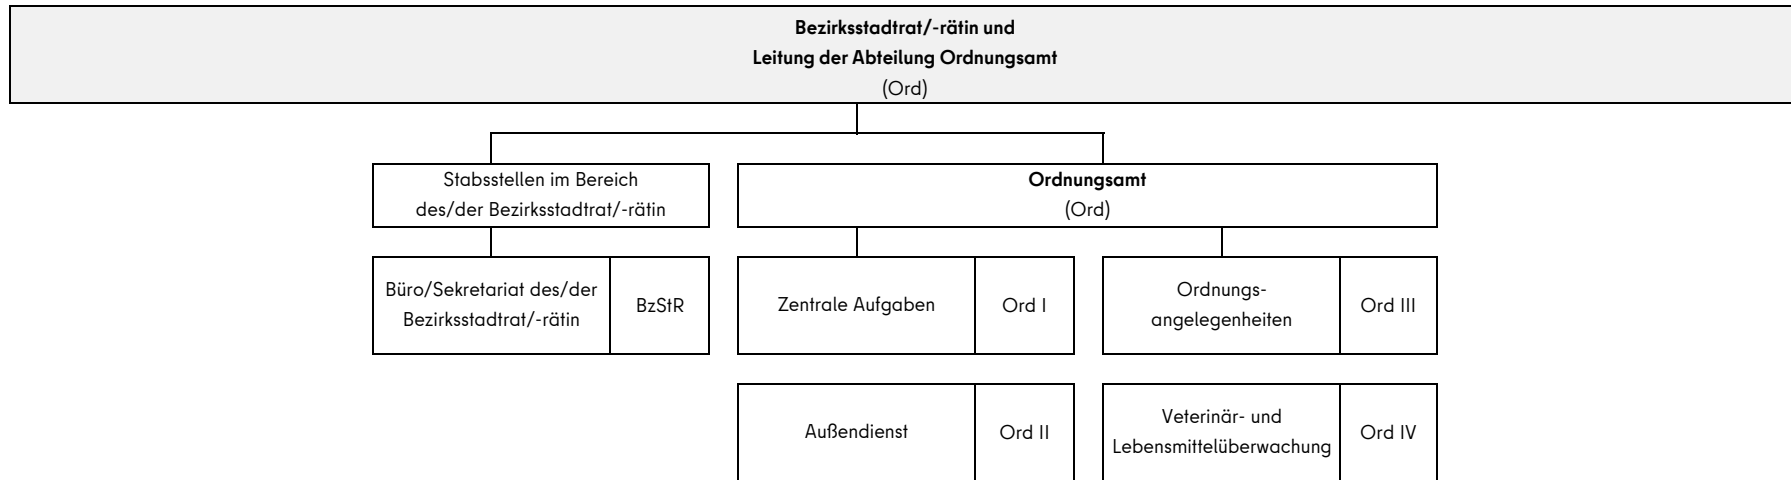 Bezirksstadtrat/-rätin und
Leitung der Abteilung Ordnungsamt
(Ord)
Stabsstellen im Bereich
des/der Bezirksstadtrat/-rätin
Ordnungsamt
(Ord)
Büro/Sekretariat des/der
Bezirksstadtrat/-rätin
BzStR
Zentrale Aufgaben
Ord I
Ordnungs-
angelegenheiten
Ord III
Außendienst
Ord II
Veterinär- und
Lebensmittelüberwachung
Ord IV